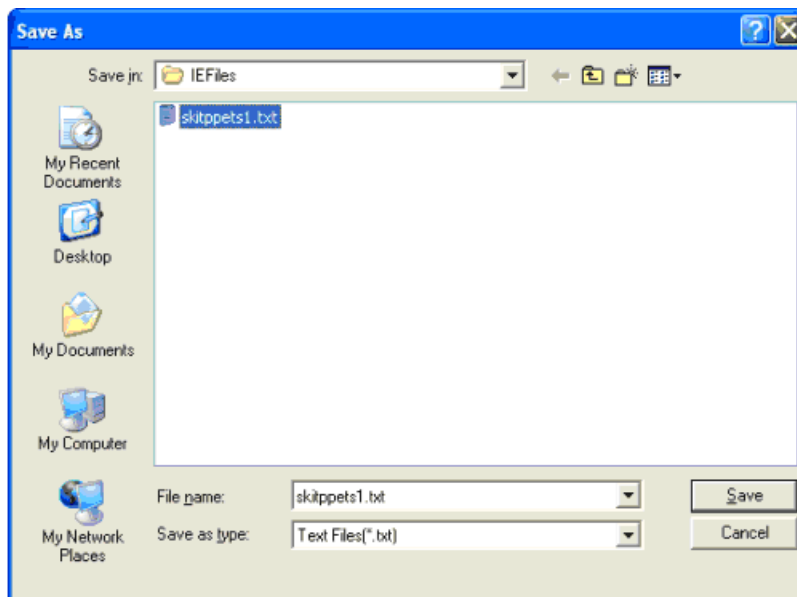 Save As
Save in: IEFiles
skitppets1.txt
My Recent
Documents
Desktop
My Documents
My Computer
My Network
Places
File name: skitppets1.txt
Save
Save as type: Text Files(*.txt)
Cancel